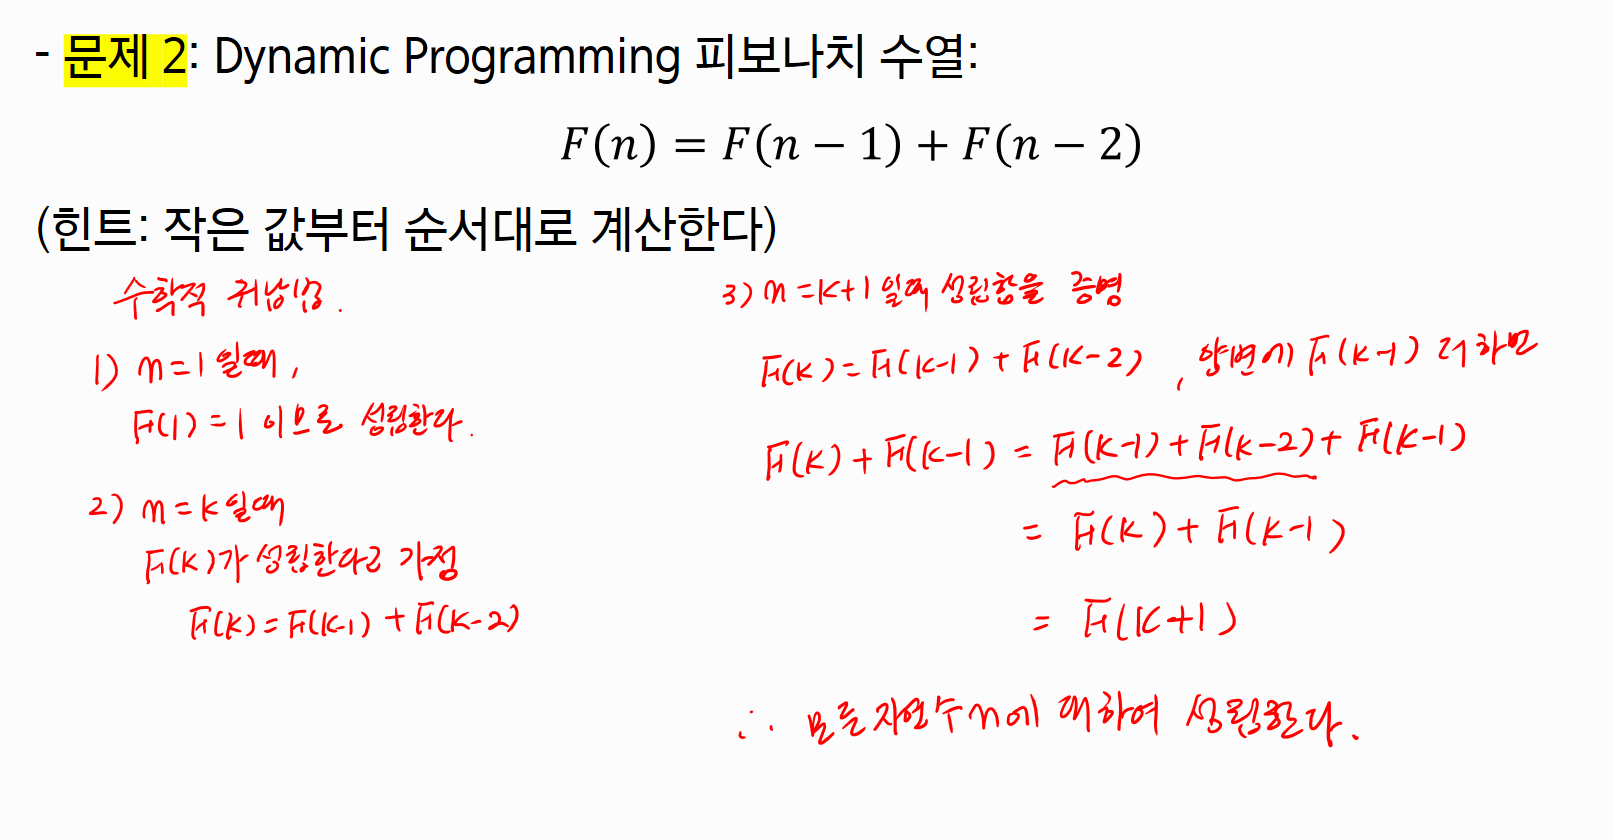 - 문제 2: Dynamic Programming 피보나치 수열:
F(n) = F(n − 1) + F(n − 2)
(힌트: 작은 값부터 순서대로 계산한다)
수학적 귀납법.
1) n=1 일때,
F(1) = 1 이므로 성립한다.
2) n=k 일때
F(k)가 성립한다고 가정
F(k) = F(k-1) + F(k-2)
3) n=k+1 일때 성립함을 증명
F(k) = F(k-1) + F(k-2) , 양변에 F(k-1) 더하면
F(k) + F(k-1) = F(k-1) + F(k-2) + F(k-1)
= F(k) + F(k-1)
= F(k+1)
∴ 모든 자연수 n에 대하여 성립한다.